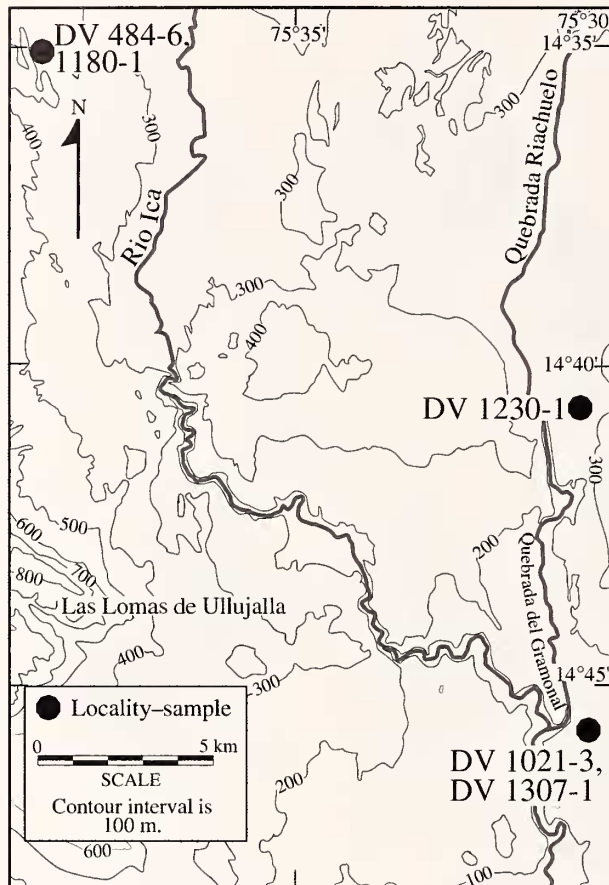 DV 484-6,
1180-1
75°35'
75°30'
14°35'
N
400
300
300
300
Rio Ica
Quebrada Riachuelo
300
400
14°40'
DV 1230-1
300
500
600
700
800
200
Quebrada del Gramonal
Las Lomas de Ullujalla
400
300
14°45'
Locality–sample
0 5 km
SCALE
Contour interval is
100 m.
DV 1021-3,
DV 1307-1
200
600
100